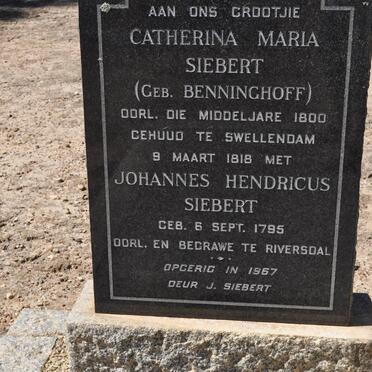 AAN ONS GROOTJIE
CATHERINA MARIA
SIEBERT
(GEB. BENNINGHOFF)
OORL. DIE MIDDELJARE 1800
GEHUUD TE SWELLENDAM
9 MAART 1818 MET
JOHANNES HENDRICUS
SIEBERT
GEB. 6 SEPT. 1795
OORL. EN BEGRAWE TE RIVERSDAL
OPGERIG IN 1967
DEUR J. SIEBERT